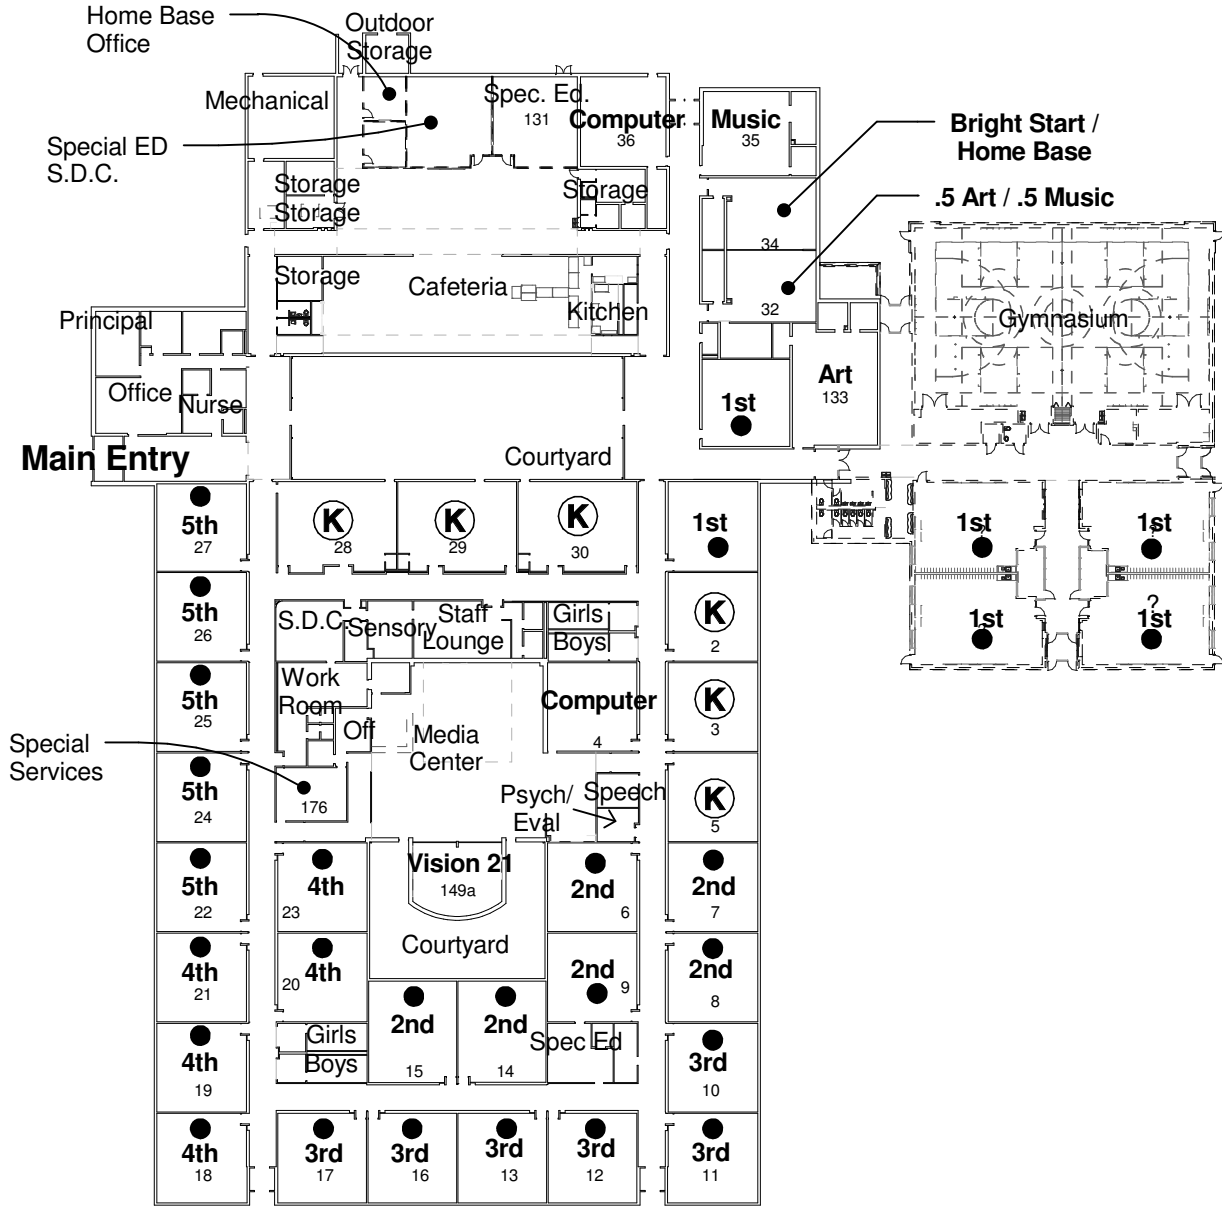 Home Base
Office
Outdoor
Storage
Mechanical
Spec. Ed.
131
Computer
36
Music
35
Bright Start /
Home Base
Special ED
S.D.C.
Storage
Storage
Storage
.5 Art / .5 Music
34
Storage
Cafeteria
Kitchen
32
Gymnasium
Principal
Office
Nurse
Art
133
1st
Main Entry
Courtyard
5th
27
K
28
K
29
K
30
1st
1st
?
1st
?
5th
26
S.D.C.
Sensory
Staff
Lounge
Girls
Boys
K
2
1st
?
?
1st
5th
25
Work
Room
Off
Media
Center
Computer
4
K
3
Special
Services
5th
24
176
Psych/
Eval
Speech
K
5
5th
22
4th
23
Vision 21
149a
2nd
6
2nd
7
4th
21
4th
20
Courtyard
2nd
9
2nd
8
4th
19
Girls
Boys
2nd
15
2nd
14
Spec Ed
3rd
10
4th
18
3rd
17
3rd
16
3rd
13
3rd
12
3rd
11